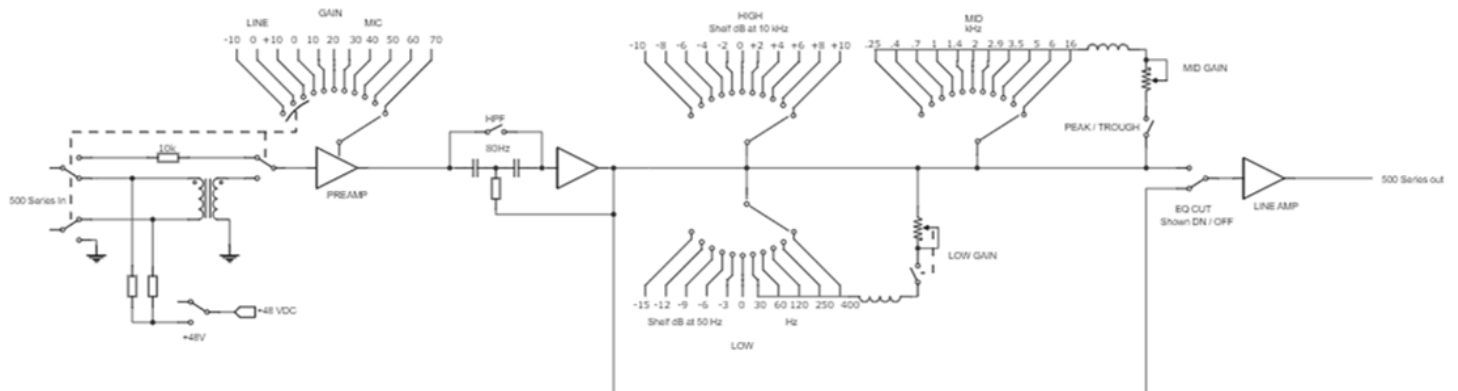 GAIN
LINE
MIC
-10 0 +10 0 10 20 30 40 50 60 70
HIGH
Shelf dB at 10 kHz
-10 -8 -6 -4 -2 0 +2 +4 +6 +8 +10
MID
kHz
.25 .4 .7 1 1.4 2 2.9 3.5 5 6 16
MID GAIN
PEAK / TROUGH
HPF
80Hz
10k
PREAMP
500 Series In
+48 VDC
+48V
LOW GAIN
-15 -12 -9 -6 -3 0 30 60 120 250 400
Shelf dB at 50 Hz
Hz
LOW
EQ CUT
Shown DN / OFF
LINE AMP
500 Series out